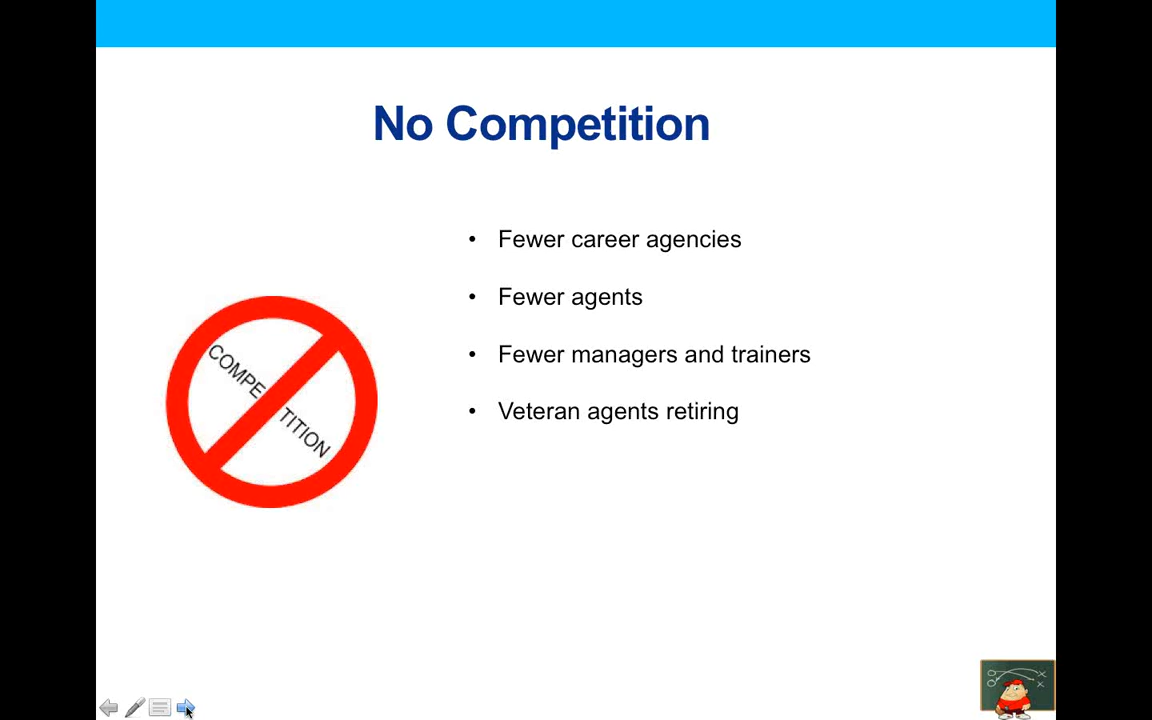 No Competition
• Fewer career agencies
• Fewer agents
• Fewer managers and trainers
• Veteran agents retiring
COMPE TITION